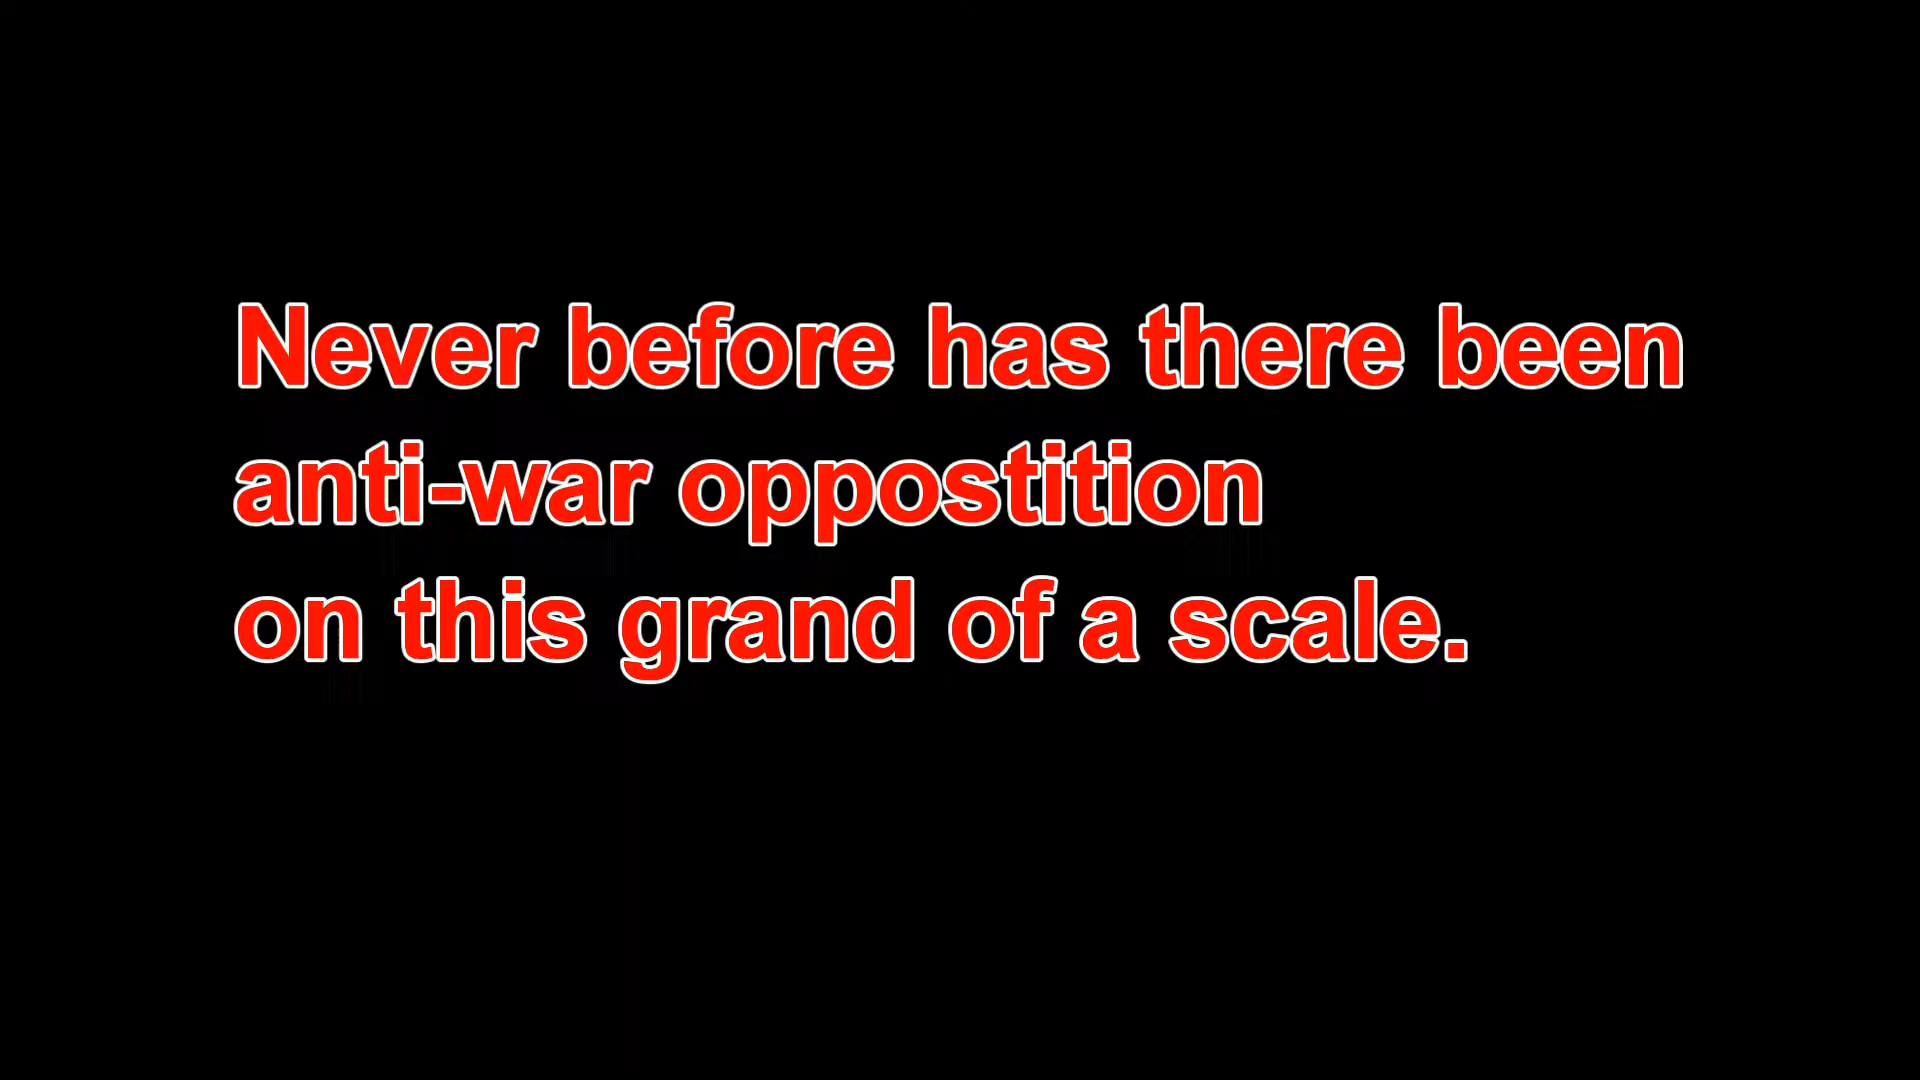 Never before has there been
anti-war oppostition
on this grand of a scale.